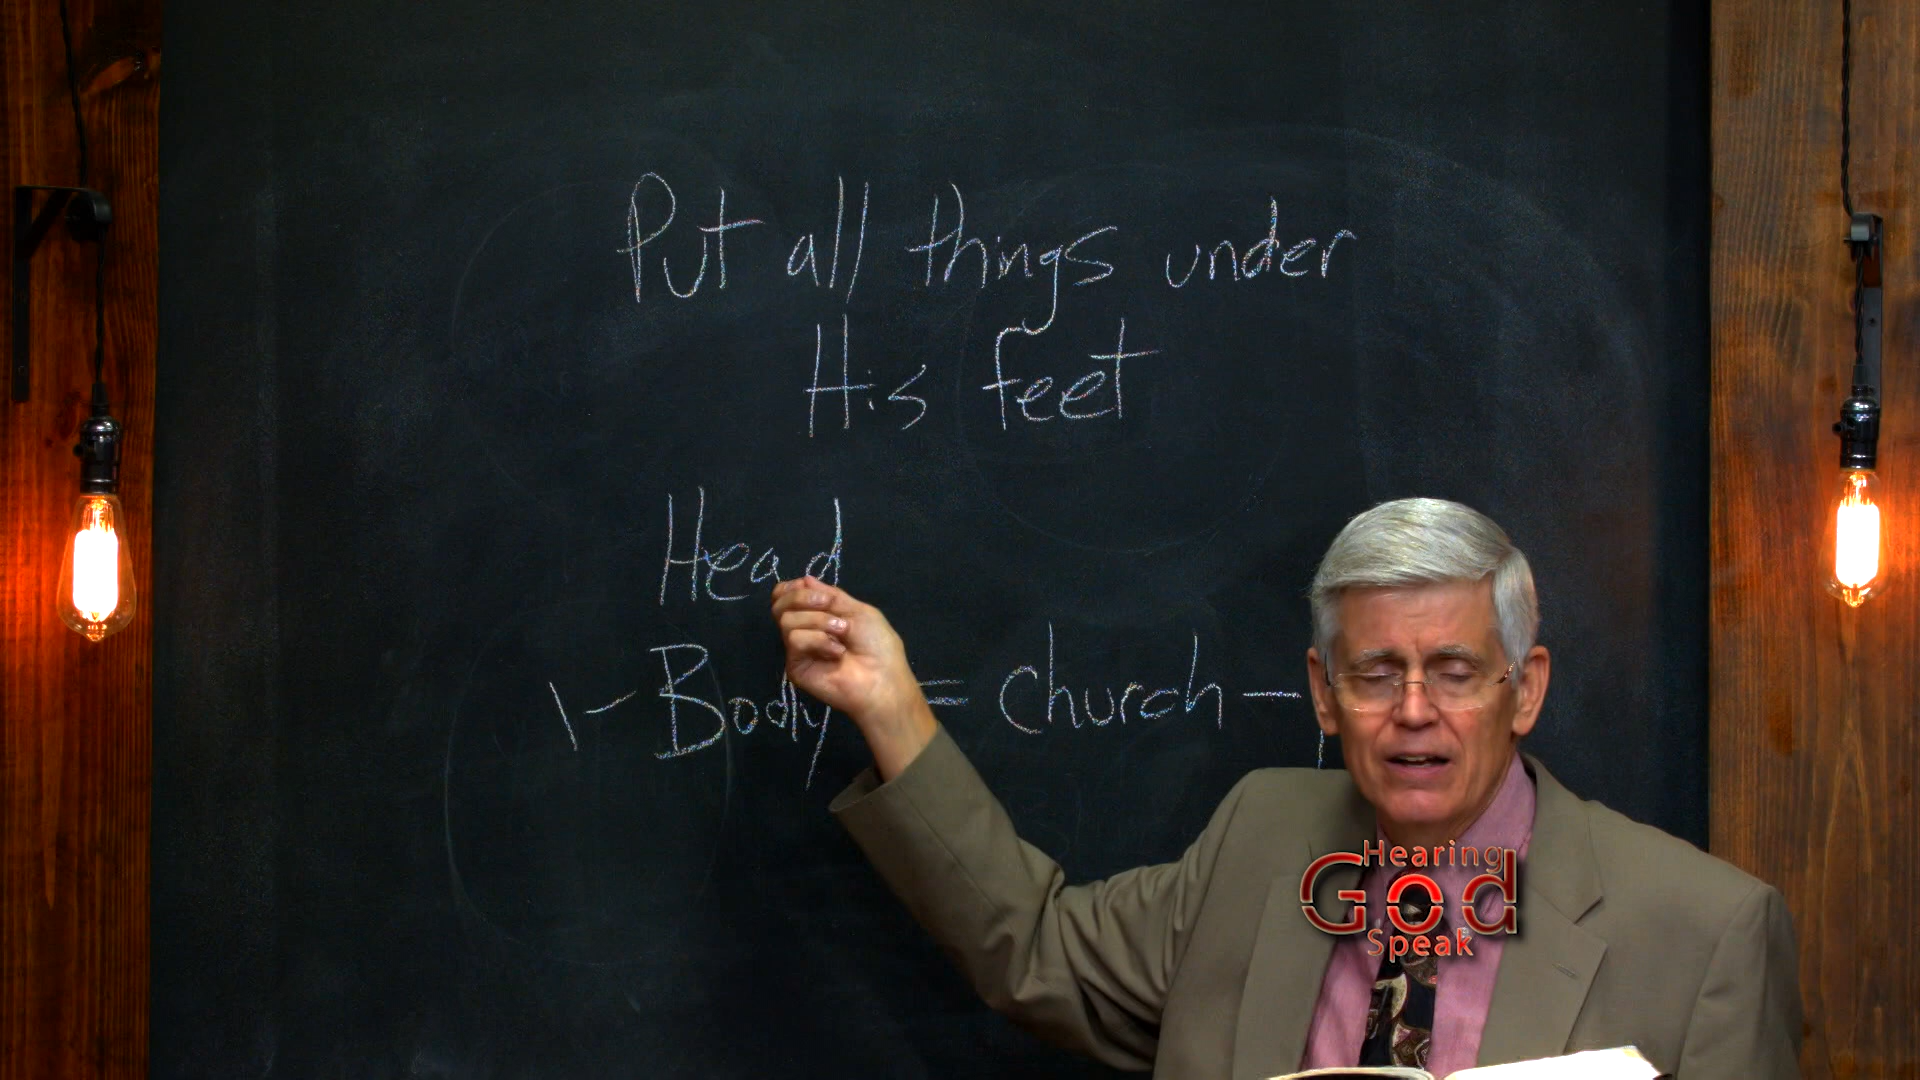 Put all things under
His feet
Head
1- Body = church -
Hearing
God
Speak